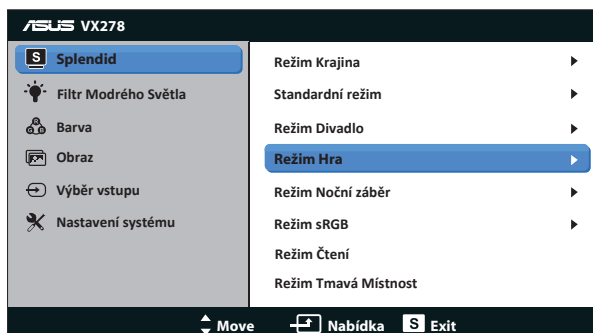 ASUS VX278
S Splendid
Filtr Modrého Světla
Barva
Obraz
Výběr vstupu
Nastavení systému
Režim Krajina
Standardní režim
Režim Divadlo
Režim Hra
Režim Noční záběr
Režim sRGB
Režim Čtení
Režim Tmavá Místnost
Move Nabídka S Exit